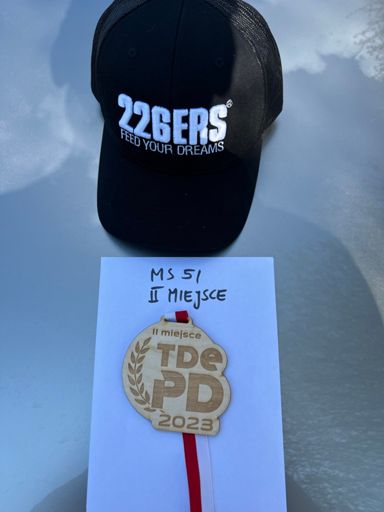 226ERS®
FEED YOUR DREAMS
MS 51
II MIEJSCE
II miejsce
TDe
PD
2023